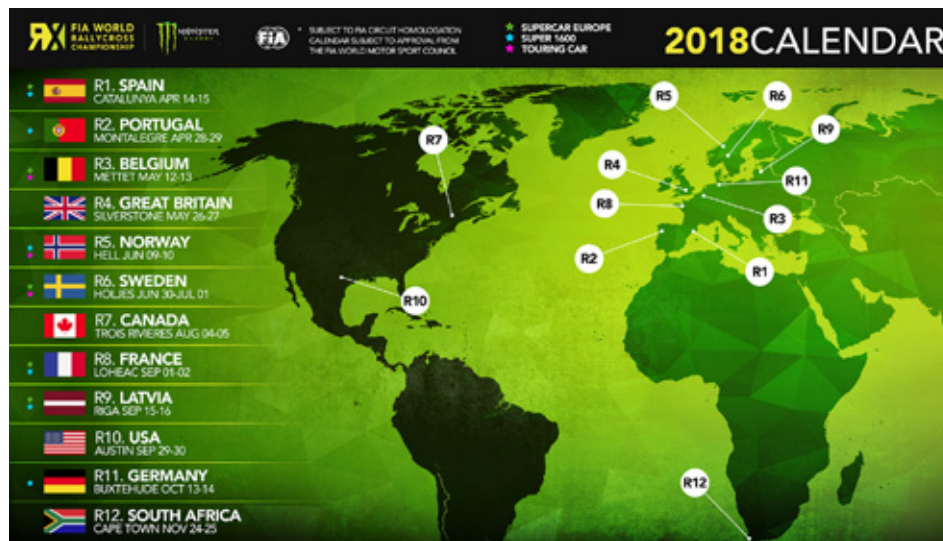 RX FIA WORLD
RALLYCROSS
CHAMPIONSHIP
MONSTER
ENERGY
FIA
* SUBJECT TO FIA CIRCUIT HOMOLOGATION
CALENDAR SUBJECT TO APPROVAL FROM
THE FIA WORLD MOTOR SPORT COUNCIL
SUPERCAR EUROPE
SUPER 1600
TOURING CAR
2018CALENDAR
R1. SPAIN
CATALUNYA APR 14-15
R2. PORTUGAL
MONTALEGRE APR 28-29
R3. BELGIUM
METTET MAY 12-13
R4. GREAT BRITAIN
SILVERSTONE MAY 26-27
R5. NORWAY
HELL JUN 09-10
R6. SWEDEN
HOLJES JUN 30-JUL 01
R7. CANADA
TROIS RIVIERES AUG 04-05
R8. FRANCE
LOHEAC SEP 01-02
R9. LATVIA
RIGA SEP 15-16
R10. USA
AUSTIN SEP 29-30
R11. GERMANY
BUXTEHUDE OCT 13-14
R12. SOUTH AFRICA
CAPE TOWN NOV 24-25
R5
R6
R7
R9
R4
R11
R8
R3
R2
R1
R10
R12